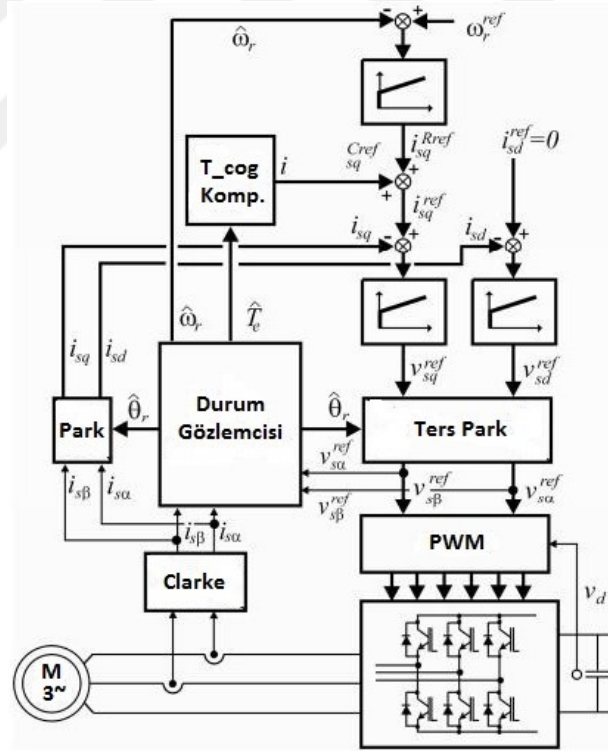 ω̂r
- +
ωr^ref
T_cog
Komp.
i
sq^Cref
isq^Rref
isd^ref=0
+
+
isq^ref
isq
- +
isd
- +
ω̂r
T̂e
isq
isd
vsq^ref
vsd^ref
Park
θ̂r
Durum
Gözlemcisi
θ̂r
Ters Park
vsα^ref
vsβ^ref
vsβ^ref
vsα^ref
isβ
isα
isβ
isα
Clarke
PWM
vd
M
3~